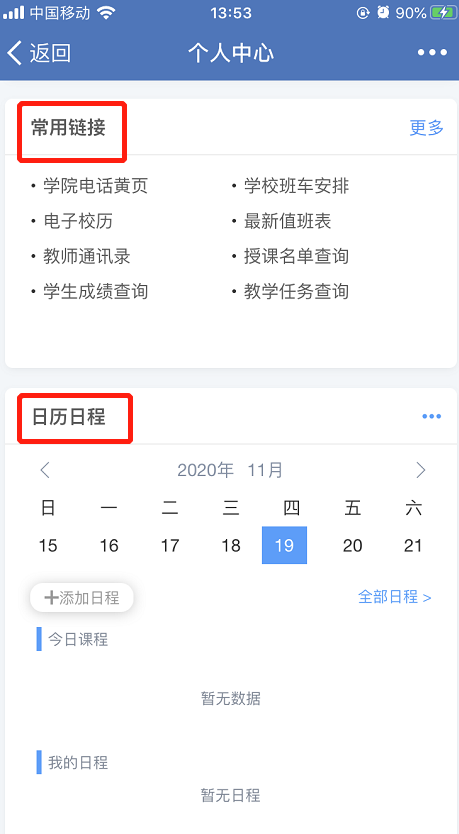 中国移动 13:53 90%
返回 个人中心
常用链接 更多
• 学院电话黄页 • 学校班车安排
• 电子校历 • 最新值班表
• 教师通讯录 • 授课名单查询
• 学生成绩查询 • 教学任务查询
日历日程
2020年 11月
日 一 二 三 四 五 六
15 16 17 18 19 20 21
+添加日程 全部日程 >
今日课程
暂无数据
我的日程
暂无日程